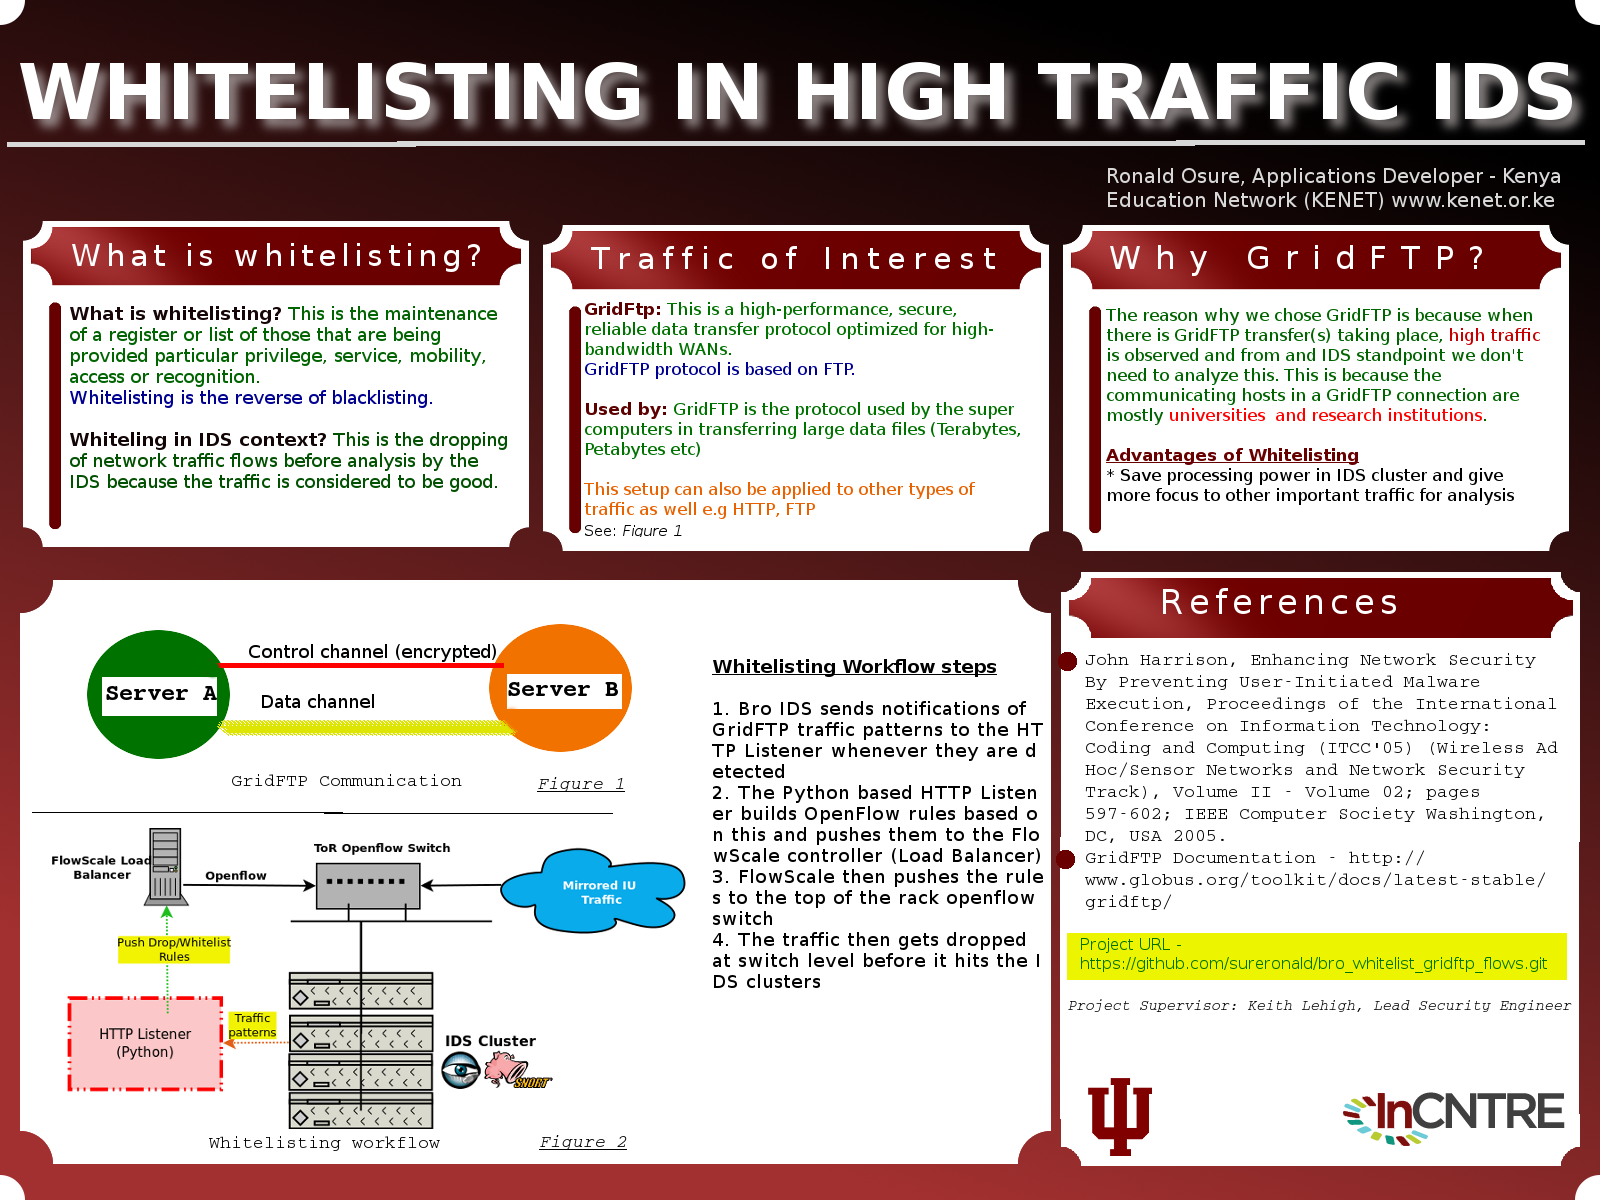 WHITELISTING IN HIGH TRAFFIC IDS
Ronald Osure, Applications Developer - Kenya
Education Network (KENET) www.kenet.or.ke
What is whitelisting?
What is whitelisting? This is the maintenance
of a register or list of those that are being
provided particular privilege, service, mobility,
access or recognition.
Whitelisting is the reverse of blacklisting.
Whiteling in IDS context? This is the dropping
of network traffic flows before analysis by the
IDS because the traffic is considered to be good.
Traffic of Interest
GridFtp: This is a high-performance, secure,
reliable data transfer protocol optimized for high-
bandwidth WANs.
GridFTP protocol is based on FTP.
Used by: GridFTP is the protocol used by the super
computers in transferring large data files (Terabytes,
Petabytes etc)
This setup can also be applied to other types of
traffic as well e.g HTTP, FTP
See: Figure 1
Why GridFTP?
The reason why we chose GridFTP is because when
there is GridFTP transfer(s) taking place, high traffic
is observed and from and IDS standpoint we don't
need to analyze this. This is because the
communicating hosts in a GridFTP connection are
mostly universities and research institutions.
Advantages of Whitelisting
* Save processing power in IDS cluster and give
more focus to other important traffic for analysis
Control channel (encrypted)
Server A
Server B
Data channel
GridFTP Communication
Figure 1
FlowScale Load
Balancer
Openflow
ToR Openflow Switch
Mirrored IU
Traffic
Push Drop/Whitelist
Rules
HTTP Listener
(Python)
Traffic
patterns
IDS Cluster
SNORT
Whitelisting workflow
Figure 2
Whitelisting Workflow steps
1. Bro IDS sends notifications of
GridFTP traffic patterns to the HT
TP Listener whenever they are d
etected
2. The Python based HTTP Listen
er builds OpenFlow rules based o
n this and pushes them to the Flo
wScale controller (Load Balancer)
3. FlowScale then pushes the rule
s to the top of the rack openflow
switch
4. The traffic then gets dropped
at switch level before it hits the I
DS clusters
References
John Harrison, Enhancing Network Security
By Preventing User-Initiated Malware
Execution, Proceedings of the International
Conference on Information Technology:
Coding and Computing (ITCC'05) (Wireless Ad
Hoc/Sensor Networks and Network Security
Track), Volume II - Volume 02; pages
597-602; IEEE Computer Society Washington,
DC, USA 2005.
GridFTP Documentation - http://
www.globus.org/toolkit/docs/latest-stable/
gridftp/
Project URL -
https://github.com/sureronald/bro_whitelist_gridftp_flows.git
Project Supervisor: Keith Lehigh, Lead Security Engineer
InCNTRE